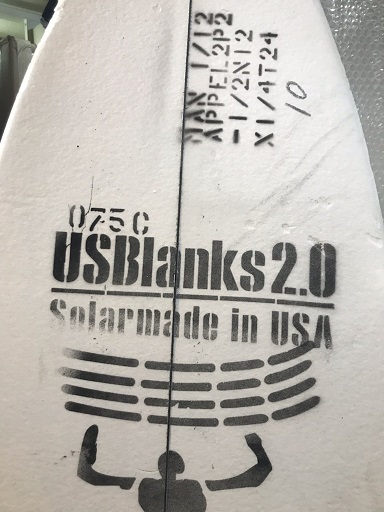 JAN 1/12
APPEL2P2
-1/2N12
X1/4T24
10
075C
USBlanks2.0
Solarmade in USA